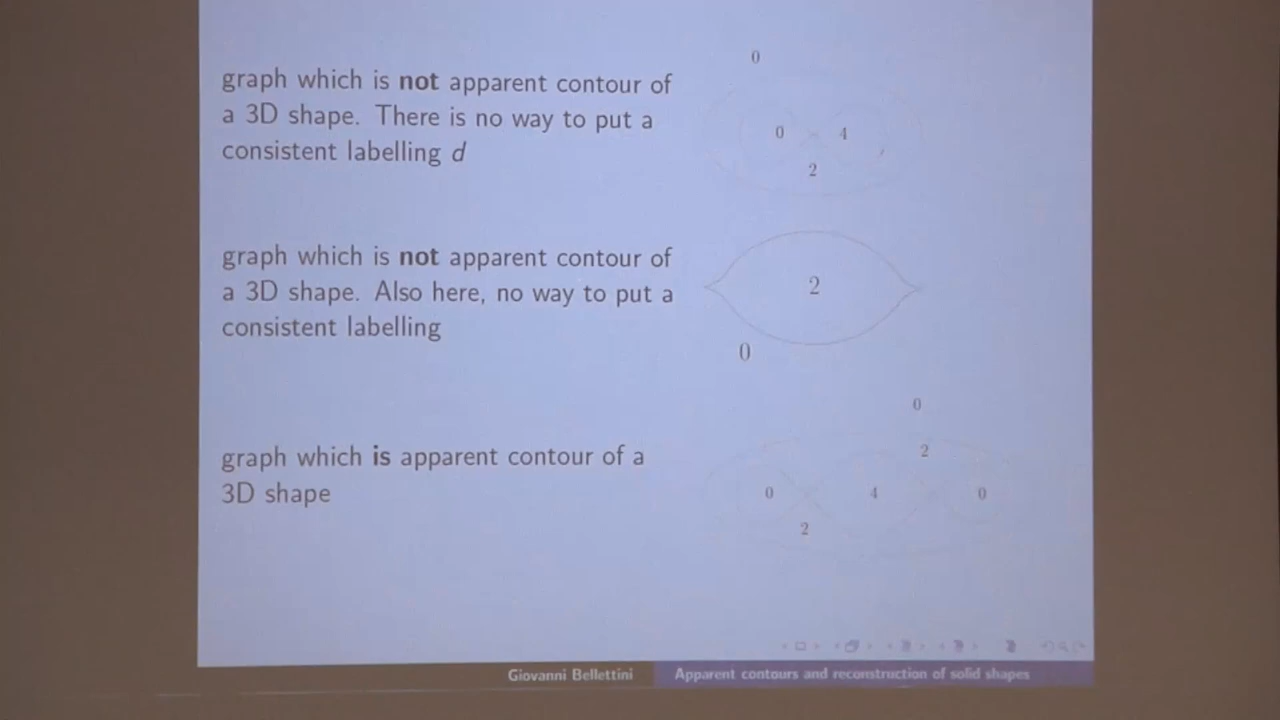 graph which is not apparent contour of
a 3D shape. There is no way to put a
consistent labelling d
0
0 4
2
graph which is not apparent contour of
a 3D shape. Also here, no way to put a
consistent labelling
2
0
graph which is apparent contour of a
3D shape
0
2
0 4 0
2
Giovanni Bellettini Apparent contours and reconstruction of solid shapes